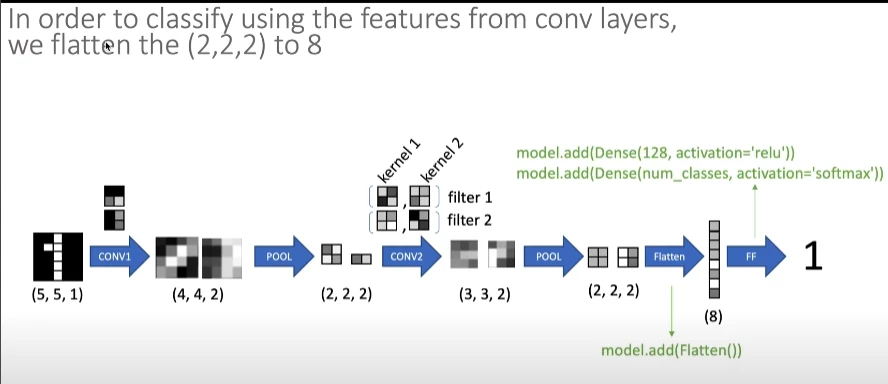 In order to classify using the features from conv layers,
we flatten the (2,2,2) to 8
kernel 1
kernel 2
model.add(Dense(128, activation='relu'))
model.add(Dense(num_classes, activation='softmax'))
, filter 1
, filter 2
CONV1
POOL
CONV2
POOL
Flatten
FF
1
(5, 5, 1)
(4, 4, 2)
(2, 2, 2)
(3, 3, 2)
(2, 2, 2)
(8)
model.add(Flatten())